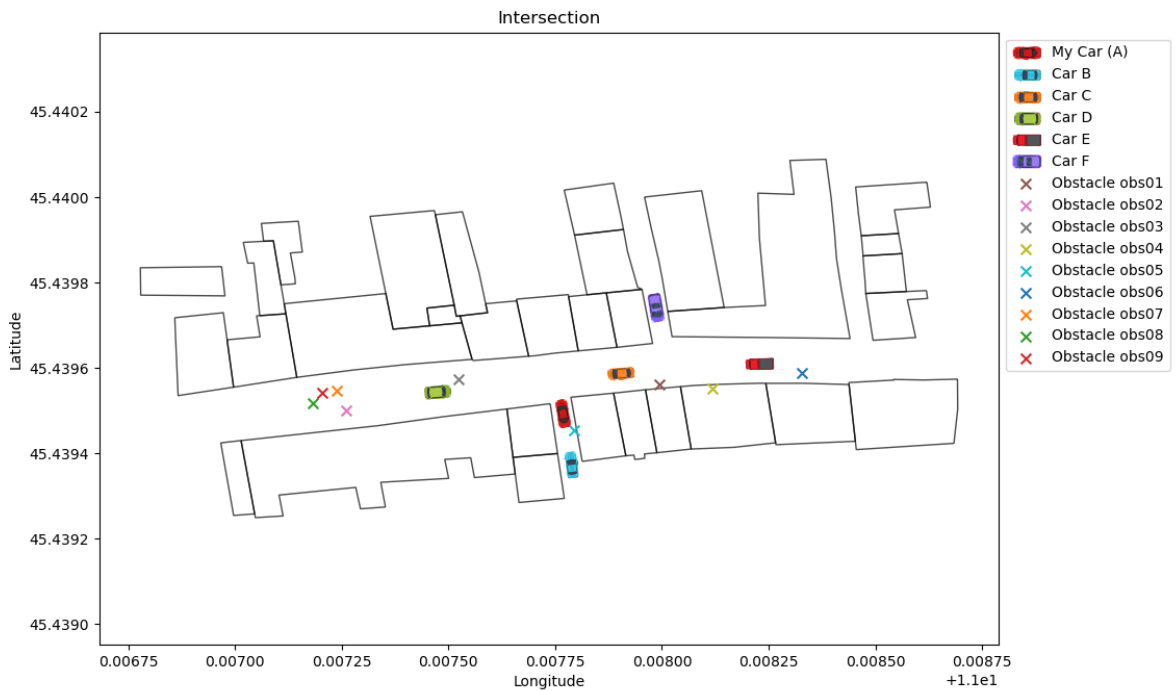 Intersection
45.4402
45.4400
45.4398
45.4396
45.4394
45.4392
45.4390
Latitude
0.00675 0.00700 0.00725 0.00750 0.00775 0.00800 0.00825 0.00850 0.00875
Longitude
+1.1e1
My Car (A)
Car B
Car C
Car D
Car E
Car F
Obstacle obs01
Obstacle obs02
Obstacle obs03
Obstacle obs04
Obstacle obs05
Obstacle obs06
Obstacle obs07
Obstacle obs08
Obstacle obs09